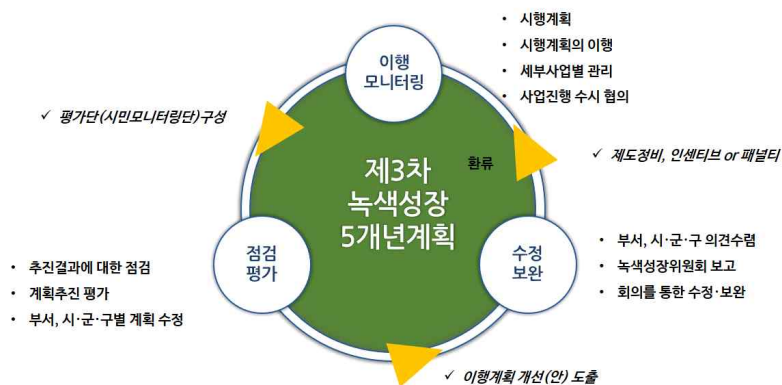 이행
모니터링
• 시행계획
• 시행계획의 이행
• 세부사업별 관리
• 사업진행 수시 협의
✓ 평가단(시민모니터링단)구성
✓ 제도정비, 인센티브 or 패널티
환류
제3차
녹색성장
5개년계획
점검
평가
• 추진결과에 대한 점검
• 계획추진 평가
• 부서, 시·군·구별 계획 수정
수정
보완
• 부서, 시·군·구 의견수렴
• 녹색성장위원회 보고
• 회의를 통한 수정·보완
✓ 이행계획 개선(안) 도출